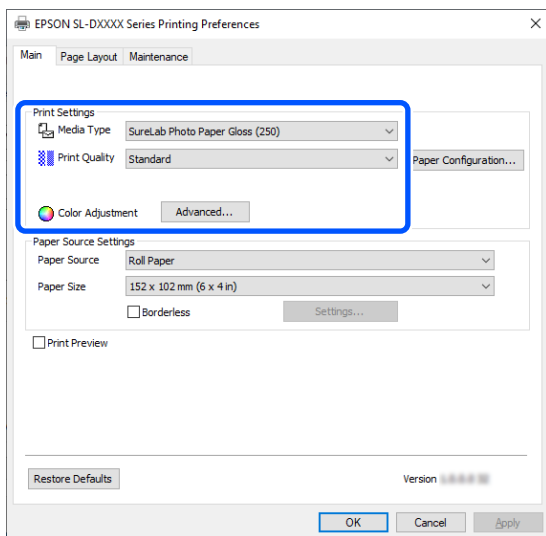 EPSON SL-DXXXX Series Printing Preferences
Main Page Layout Maintenance
Print Settings
Media Type SureLab Photo Paper Gloss (250)
Print Quality Standard Paper Configuration...
Color Adjustment Advanced...
Paper Source Settings
Paper Source Roll Paper
Paper Size 152 x 102 mm (6 x 4 in)
Borderless Settings...
Print Preview
Restore Defaults Version
OK Cancel Apply